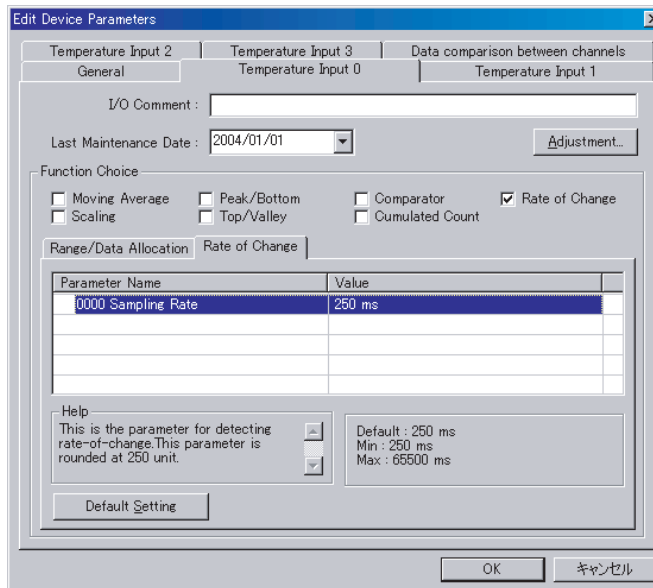 Edit Device Parameters
Temperature Input 2 Temperature Input 3 Data comparison between channels
General Temperature Input 0 Temperature Input 1
I/O Comment :
Last Maintenance Date : 2004/01/01 Adjustment...
Function Choice
Moving Average Peak/Bottom Comparator Rate of Change
Scaling Top/Valley Cumulated Count
Range/Data Allocation Rate of Change
Parameter Name Value
0000 Sampling Rate 250 ms
Help
This is the parameter for detecting
rate-of-change.This parameter is
rounded at 250 unit.
Default : 250 ms
Min : 250 ms
Max : 65500 ms
Default Setting
OK キャンセル